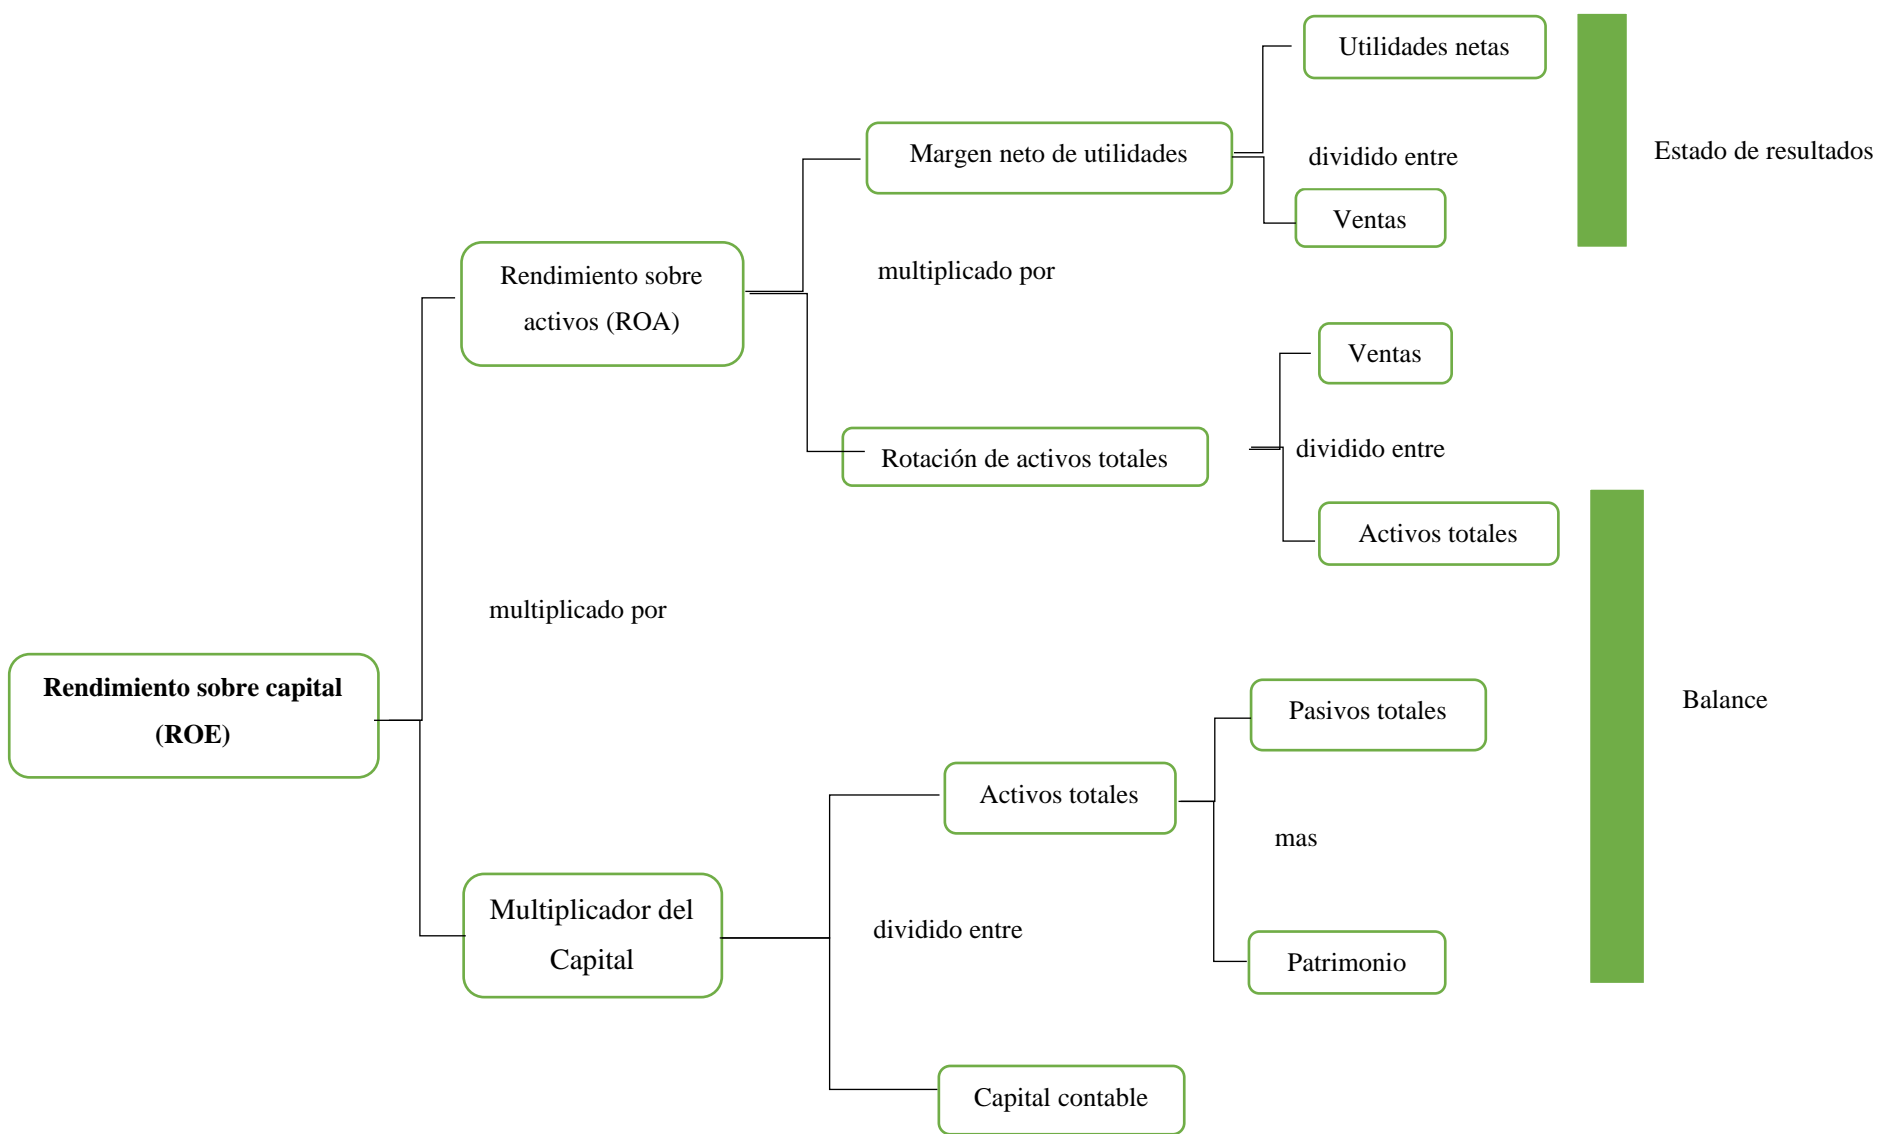 Utilidades netas
Margen neto de utilidades
dividido entre
Estado de resultados
Ventas
Rendimiento sobre
activos (ROA)
multiplicado por
Ventas
Rotación de activos totales
dividido entre
Activos totales
multiplicado por
Rendimiento sobre capital
(ROE)
Pasivos totales
Balance
Activos totales
mas
Multiplicador del
Capital
dividido entre
Patrimonio
Capital contable